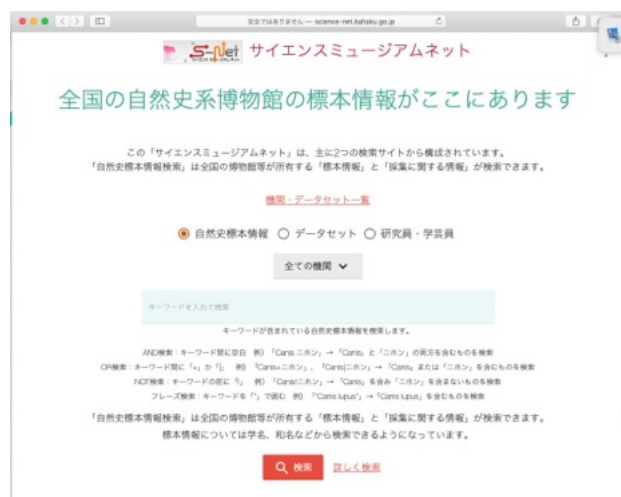 安全ではありません — science-net.kahaku.go.jp
S-Net サイエンスミュージアムネット
全国の自然史系博物館の標本情報がここにあります
この「サイエンスミュージアムネット」は、主に2つの検索サイトから構成されています。
「自然史標本情報検索」は全国の博物館等が所有する「標本情報」と「採集に関する情報」が検索できます。
機関・データセット一覧
自然史標本情報 データセット 研究員・学芸員
全ての機関
キーワードを入れて検索
キーワードが含まれている自然史標本情報を検索します。
AND検索：キーワード間に空白 例）「Canis ニホン」→「Canis」と「ニホン」の両方を含むものを検索
OR検索：キーワード間に「+」か「|」 例）「Canis+ニホン」、「Canis|ニホン」→「Canis」または「ニホン」を含むものを検索
NOT検索：キーワードの前に「!」 例）「Canis!ニホン」→「Canis」を含み「ニホン」を含まないものを検索
フレーズ検索：キーワードを「"」で囲む 例）「"Canis lupus"」→「Canis lupus」を含むものを検索
「自然史標本情報検索」は全国の博物館等が所有する「標本情報」と「採集に関する情報」が検索できます。
標本情報については学名、和名などから検索できるようになっています。
検索 詳しく検索